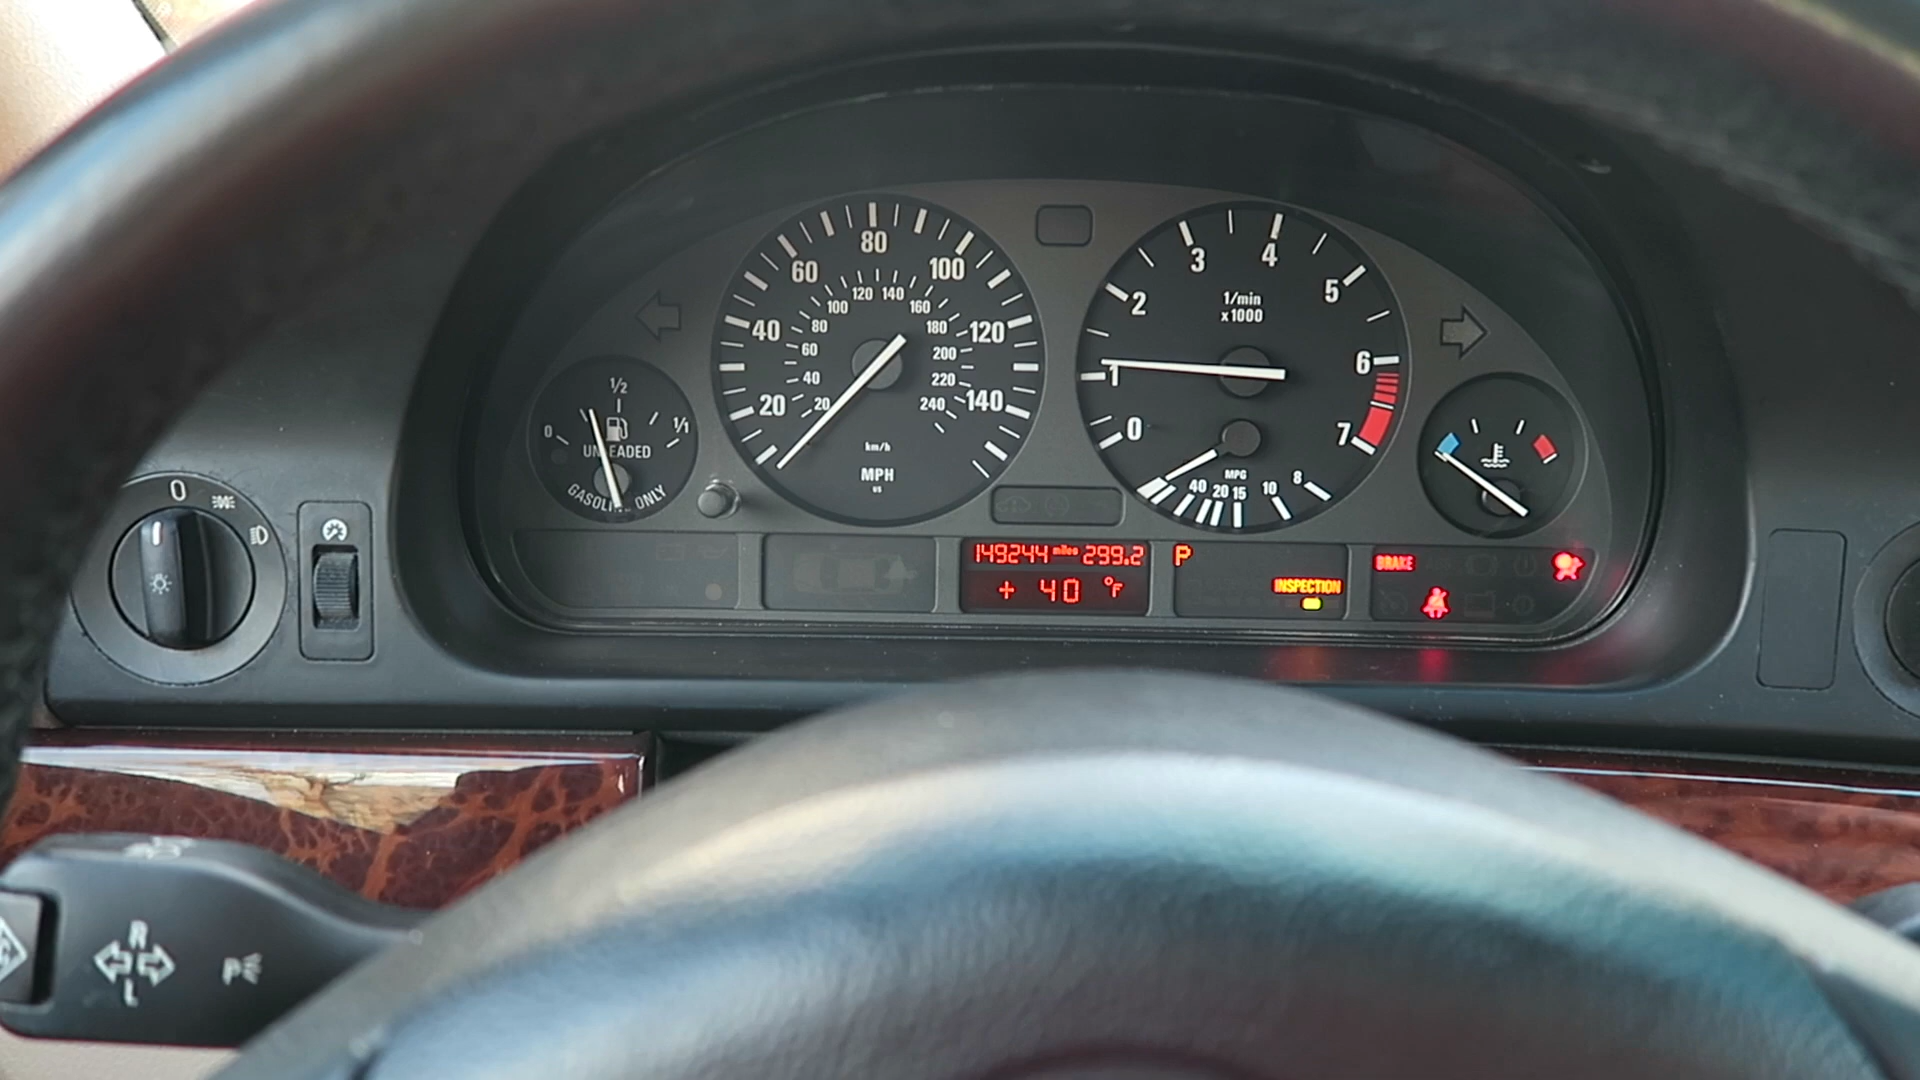 80
60
100
40
120
20
140
120 140
100
160
80
180
60
200
40
220
20
240
km/h
MPH
US
4
3
5
2
1/min
x1000
6
1
0
7
MPG
40 20 15 10 8
1/2
0
1/1
UNLEADED
GASOLINE ONLY
0
149244 miles 299.2
+ 40 °F
P
INSPECTION
BRAKE
R
L
P